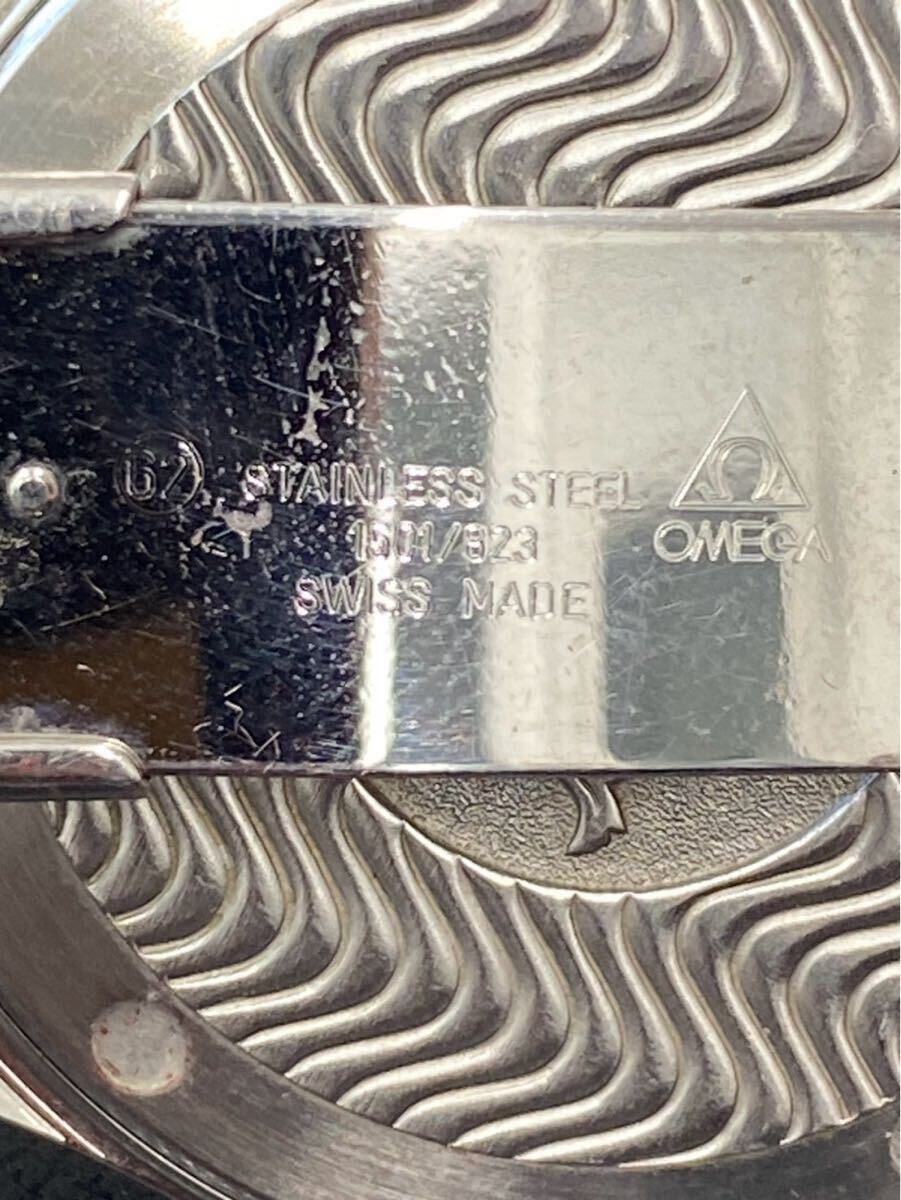 62 STAINLESS STEEL
1501/823
SWISS MADE
Ω
OMEGA